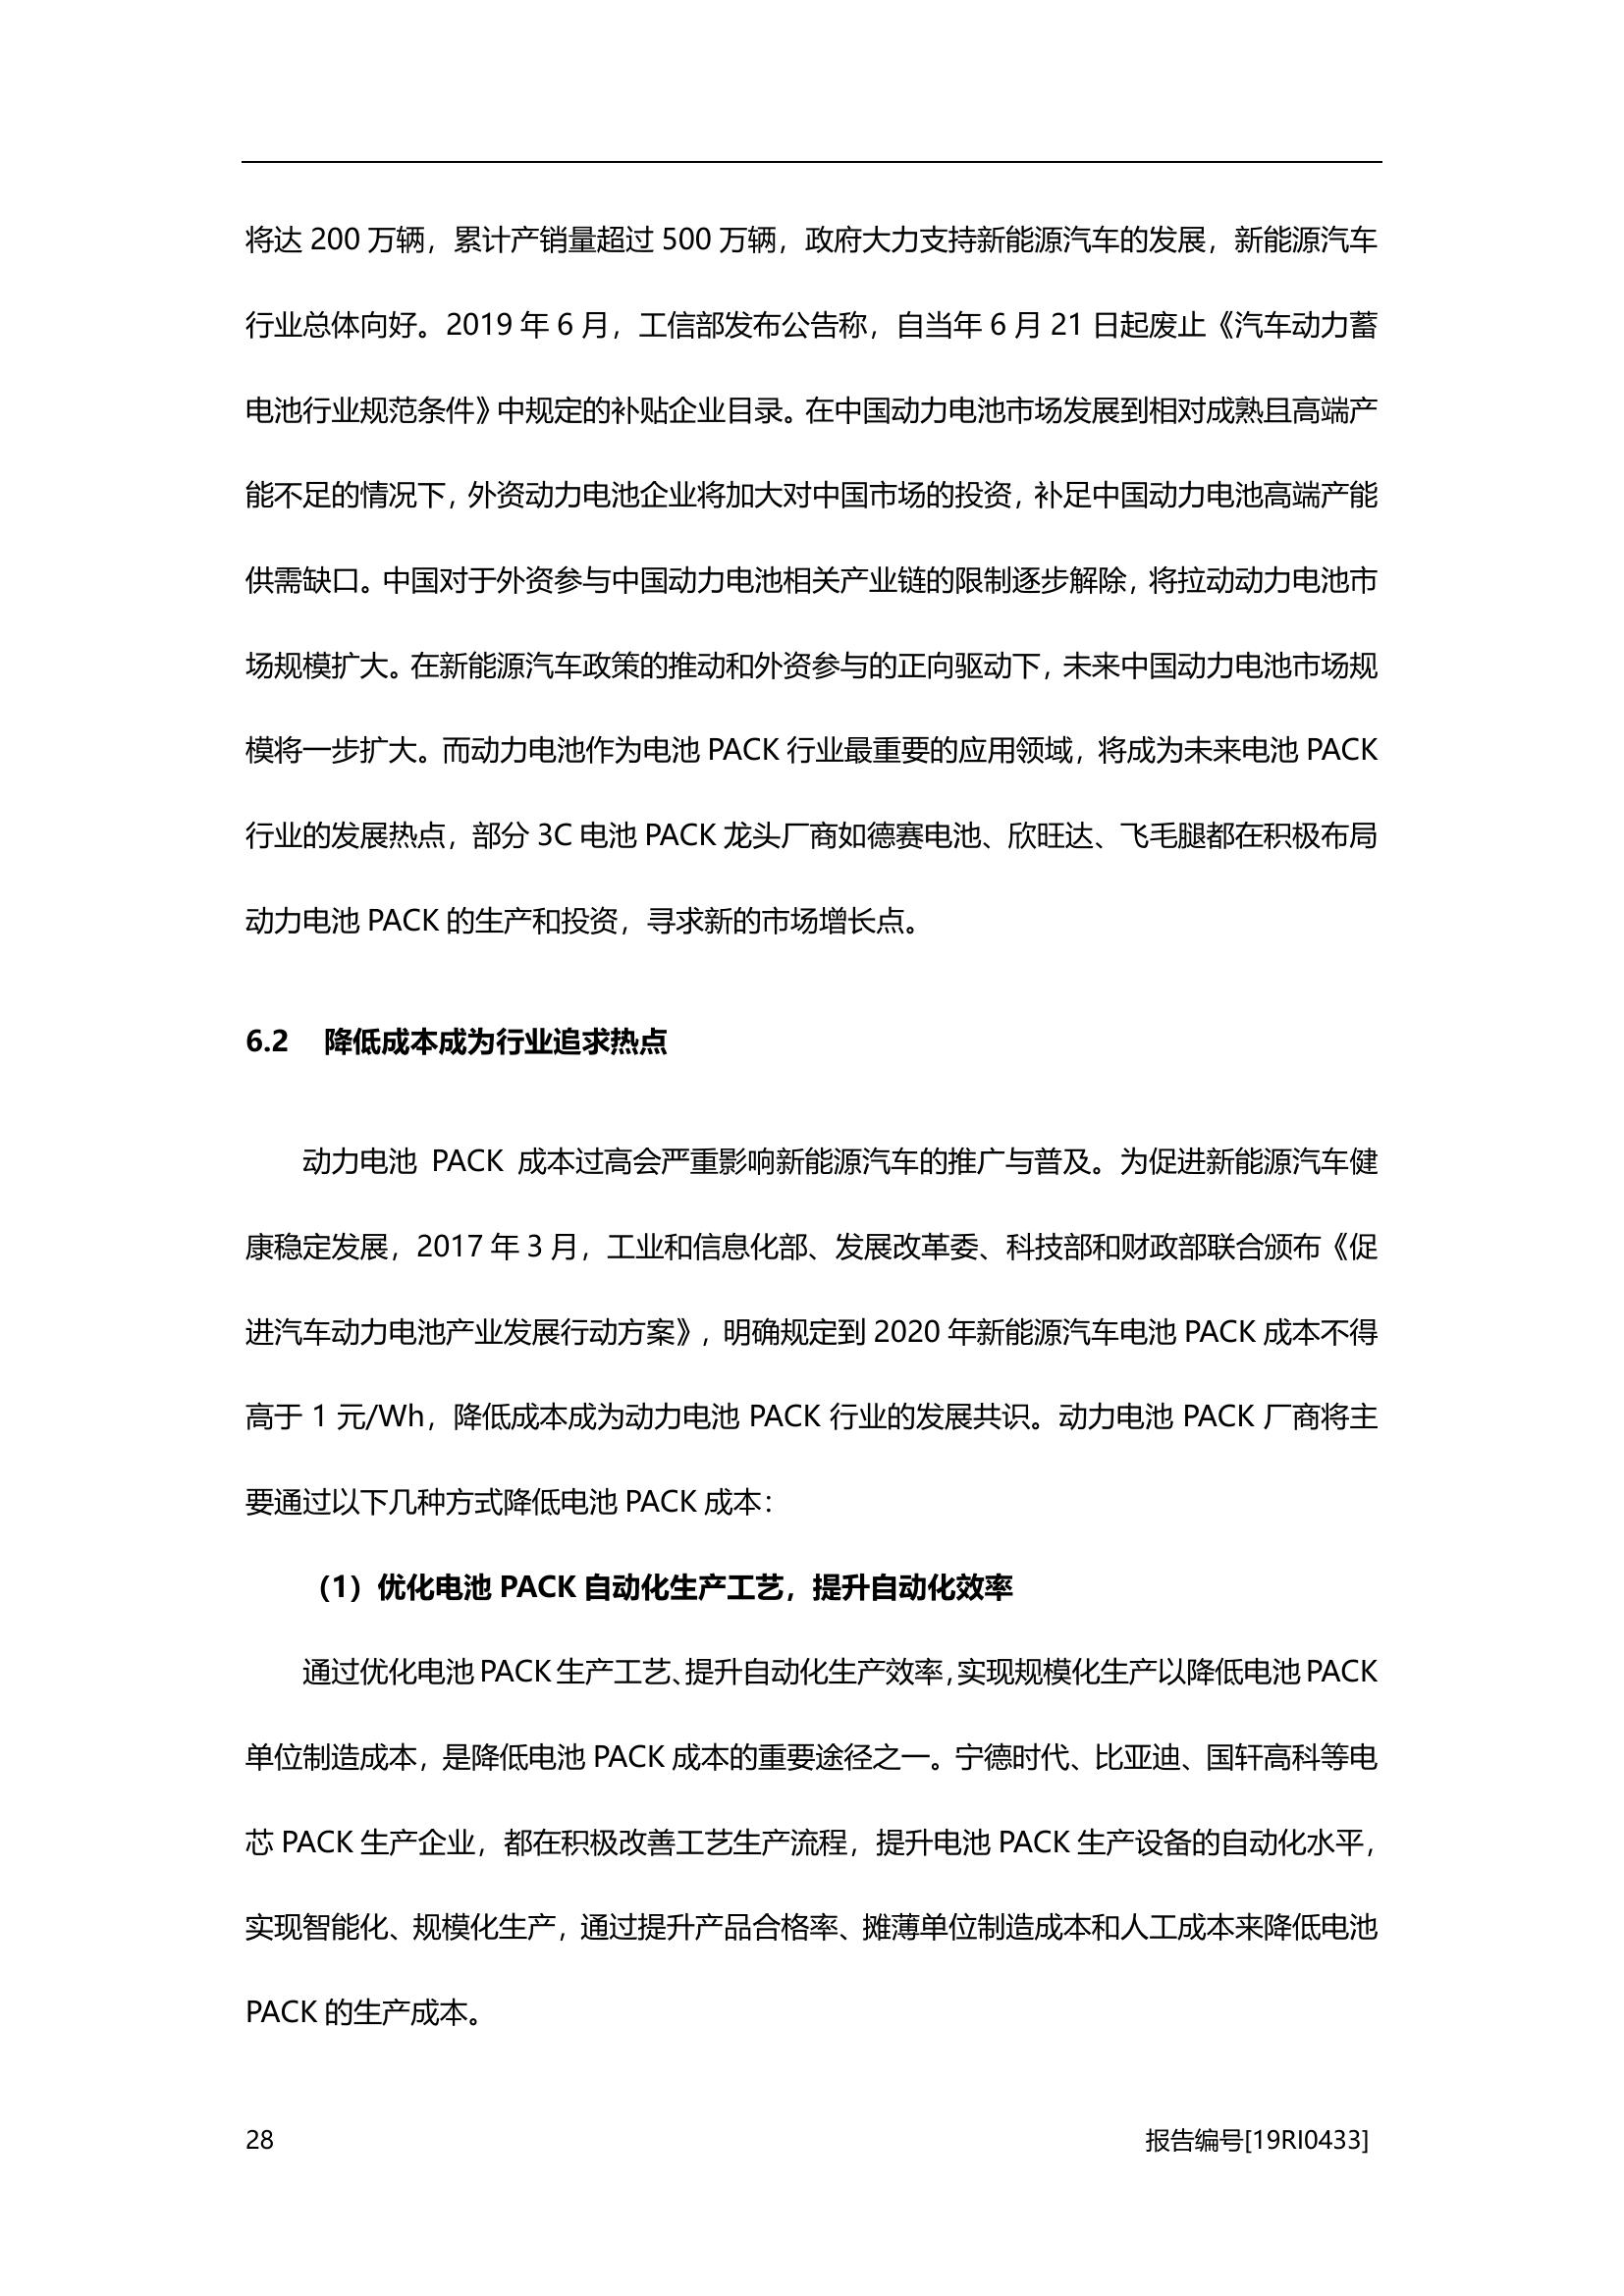 将达 200 万辆，累计产销量超过 500 万辆，政府大力支持新能源汽车的发展，新能源汽车
行业总体向好。2019 年 6 月，工信部发布公告称，自当年 6 月 21 日起废止《汽车动力蓄
电池行业规范条件》中规定的补贴企业目录。在中国动力电池市场发展到相对成熟且高端产
能不足的情况下，外资动力电池企业将加大对中国市场的投资，补足中国动力电池高端产能
供需缺口。中国对于外资参与中国动力电池相关产业链的限制逐步解除，将拉动动力电池市
场规模扩大。在新能源汽车政策的推动和外资参与的正向驱动下，未来中国动力电池市场规
模将一步扩大。而动力电池作为电池 PACK 行业最重要的应用领域，将成为未来电池 PACK
行业的发展热点，部分 3C 电池 PACK 龙头厂商如德赛电池、欣旺达、飞毛腿都在积极布局
动力电池 PACK 的生产和投资，寻求新的市场增长点。
6.2 降低成本成为行业追求热点
动力电池 PACK 成本过高会严重影响新能源汽车的推广与普及。为促进新能源汽车健
康稳定发展，2017 年 3 月，工业和信息化部、发展改革委、科技部和财政部联合颁布《促
进汽车动力电池产业发展行动方案》，明确规定到 2020 年新能源汽车电池 PACK 成本不得
高于 1 元/Wh，降低成本成为动力电池 PACK 行业的发展共识。动力电池 PACK 厂商将主
要通过以下几种方式降低电池 PACK 成本：
（1）优化电池 PACK 自动化生产工艺，提升自动化效率
通过优化电池 PACK 生产工艺、提升自动化生产效率，实现规模化生产以降低电池 PACK
单位制造成本，是降低电池 PACK 成本的重要途径之一。宁德时代、比亚迪、国轩高科等电
芯 PACK 生产企业，都在积极改善工艺生产流程，提升电池 PACK 生产设备的自动化水平，
实现智能化、规模化生产，通过提升产品合格率、摊薄单位制造成本和人工成本来降低电池
PACK 的生产成本。
28 报告编号[19RI0433]